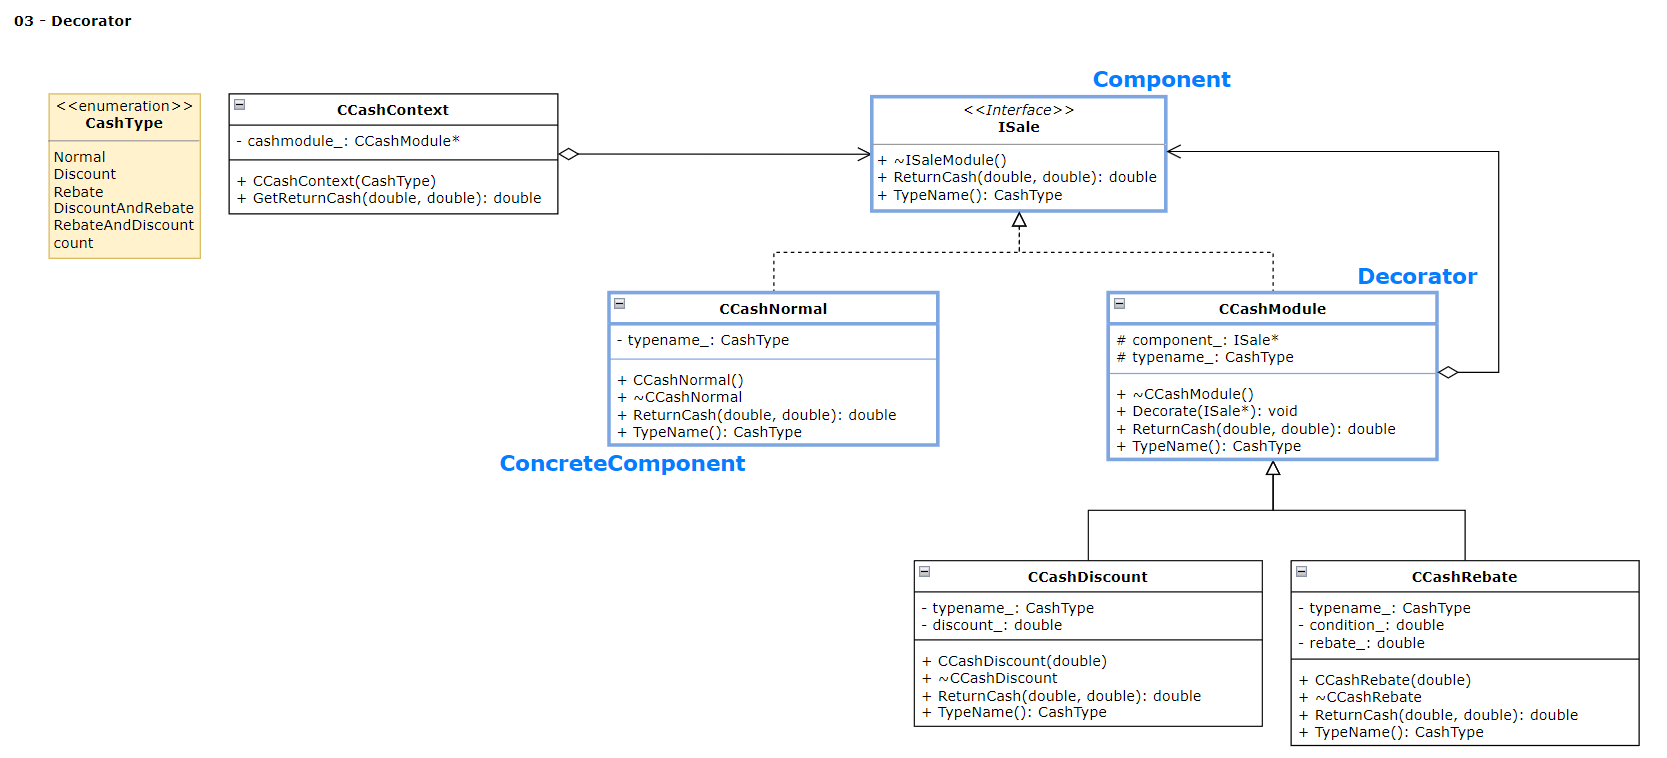 03 - Decorator
<<enumeration>>
CashType
Normal
Discount
Rebate
DiscountAndRebate
RebateAndDiscount
count
CCashContext
- cashmodule_: CCashModule*
+ CCashContext(CashType)
+ GetReturnCash(double, double): double
Component
<<Interface>>
ISale
+ ~ISaleModule()
+ ReturnCash(double, double): double
+ TypeName(): CashType
CCashNormal
- typename_: CashType
+ CCashNormal()
+ ~CCashNormal
+ ReturnCash(double, double): double
+ TypeName(): CashType
ConcreteComponent
Decorator
CCashModule
# component_: ISale*
# typename_: CashType
+ ~CCashModule()
+ Decorate(ISale*): void
+ ReturnCash(double, double): double
+ TypeName(): CashType
CCashDiscount
- typename_: CashType
- discount_: double
+ CCashDiscount(double)
+ ~CCashDiscount
+ ReturnCash(double, double): double
+ TypeName(): CashType
CCashRebate
- typename_: CashType
- condition_: double
- rebate_: double
+ CCashRebate(double)
+ ~CCashRebate
+ ReturnCash(double, double): double
+ TypeName(): CashType